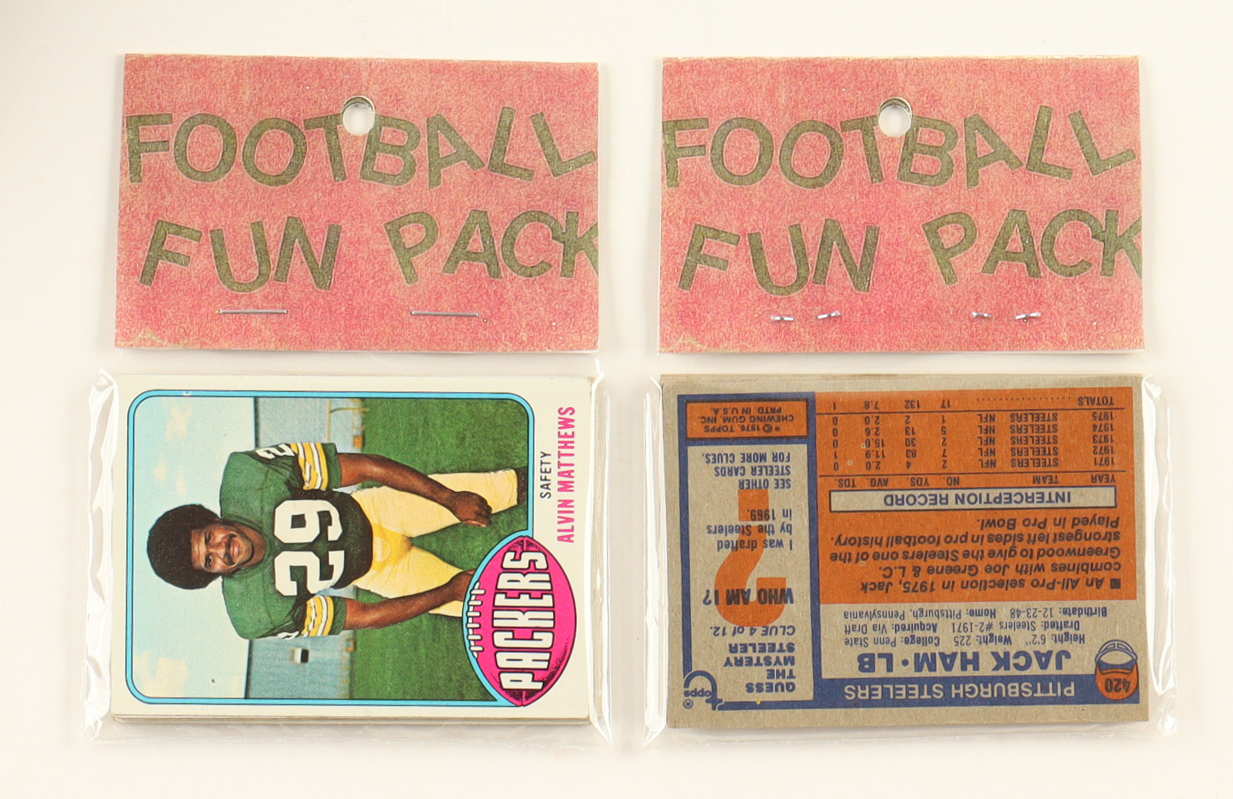 FOOTBALL
FUN PACK
FOOTBALL
FUN PACK
29
29
SAFETY
ALVIN MATTHEWS
PACKERS
420
PITTSBURGH STEELERS
JACK HAM • LB
Height: 6'2" Weight: 225 College: Penn State
Drafted: Steelers #2-1971 Acquired: Via Draft
Birthdate: 12-23-48 Home: Pittsburgh, Pennsylvania
■ An All-Pro selection in 1975, Jack
combines with Joe Greene & L.C.
Greenwood to give the Steelers one of the
strongest left sides in pro football history.
Played in Pro Bowl.
INTERCEPTION RECORD
YEAR TEAM NO. YDS. AVG. TDS.
1971 STEELERS NFL 2 4 2.0 0
1972 STEELERS NFL 7 83 11.9 1
1973 STEELERS NFL 2 30 15.0 0
1974 STEELERS NFL 5 13 2.6 0
1975 STEELERS NFL 1 2 2.0 0
TOTALS 17 132 7.8 1
topps ®
GUESS
THE
MYSTERY
STEELER
CLUE 4 of 12.
WHO AM I?
?
I was drafted
by the Steelers
in 1969.
SEE OTHER
STEELER CARDS
FOR MORE CLUES.
© 1976, TOPPS
CHEWING GUM, INC.
PRTD. IN U.S.A.